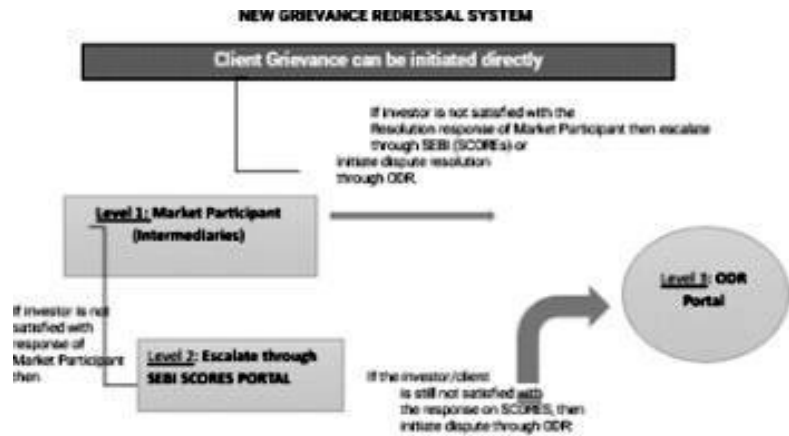 NEW GRIEVANCE REDRESSAL SYSTEM
Client Grievance can be initiated directly
If investor is not satisfied with the
Resolution response of Market Participant then escalate
through SEBI (SCOREs) or
initiate dispute resolution
through ODR.
Level 1: Market Participant
(Intermediaries)
Level 3: ODR
Portal
If investor is not
satisfied with
response of
Market Participant
then.
Level 2: Escalate through
SEBI SCORES PORTAL
If the investor/client
is still not satisfied with
the response on SCORES, then
initiate dispute through ODR